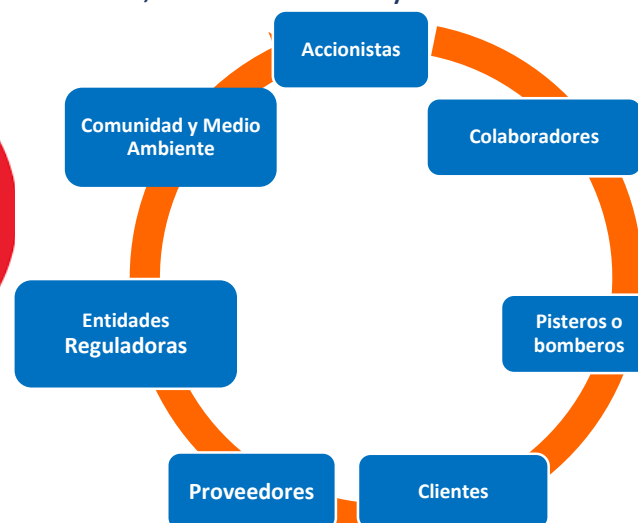 Accionistas
Colaboradores
Pisteros o
bomberos
Clientes
Proveedores
Entidades
Reguladoras
Comunidad y Medio
Ambiente